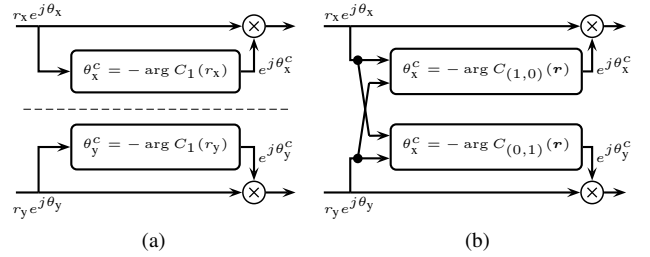 r_x e^{jθ_x}
θ_x^c = − arg C_1(r_x)
e^{jθ_x^c}
θ_y^c = − arg C_1(r_y)
e^{jθ_y^c}
r_y e^{jθ_y}
(a)
r_x e^{jθ_x}
θ_x^c = − arg C_{(1,0)}(r)
e^{jθ_x^c}
θ_x^c = − arg C_{(0,1)}(r)
e^{jθ_y^c}
r_y e^{jθ_y}
(b)